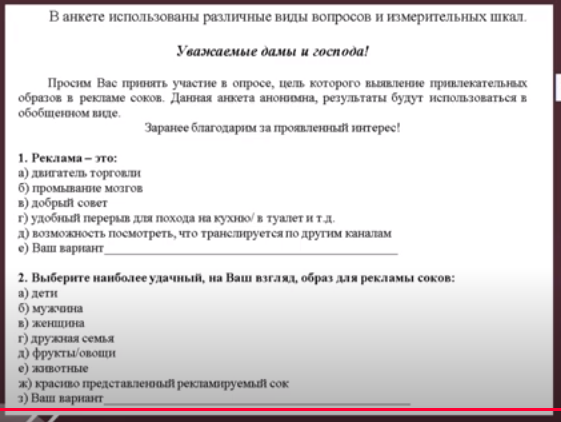 В анкете использованы различные виды вопросов и измерительных шкал.
Уважаемые дамы и господа!
Просим Вас принять участие в опросе, цель которого выявление привлекательных
образов в рекламе соков. Данная анкета анонимна, результаты будут использоваться в
обобщенном виде.
Заранее благодарим за проявленный интерес!
1. Реклама – это:
а) двигатель торговли
б) промывание мозгов
в) добрый совет
г) удобный перерыв для похода на кухню/ в туалет и т.д.
д) возможность посмотреть, что транслируется по другим каналам
е) Ваш вариант_______________________________________________
2. Выберите наиболее удачный, на Ваш взгляд, образ для рекламы соков:
а) дети
б) мужчина
в) женщина
г) дружная семья
д) фрукты/овощи
е) животные
ж) красиво представленный рекламируемый сок
з) Ваш вариант_________________________________________________